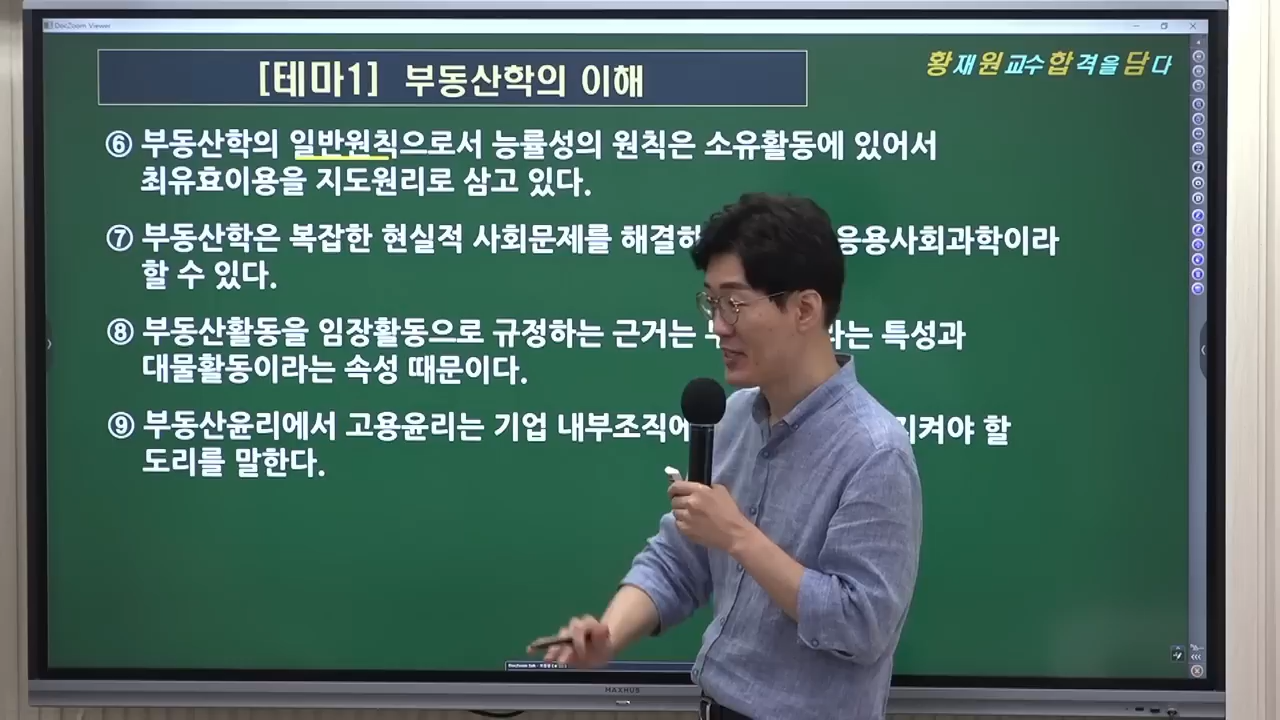 DocZoom Viewer
[테마1] 부동산학의 이해
황재원교수합격을담다
⑥ 부동산학의 일반원칙으로서 능률성의 원칙은 소유활동에 있어서
최유효이용을 지도원리로 삼고 있다.
⑦ 부동산학은 복잡한 현실적 사회문제를 해결하 응용사회과학이라
할 수 있다.
⑧ 부동산활동을 임장활동으로 규정하는 근거는 라는 특성과
대물활동이라는 속성 때문이다.
⑨ 부동산윤리에서 고용윤리는 기업 내부조직에 지켜야 할
도리를 말한다.
MAXHUB